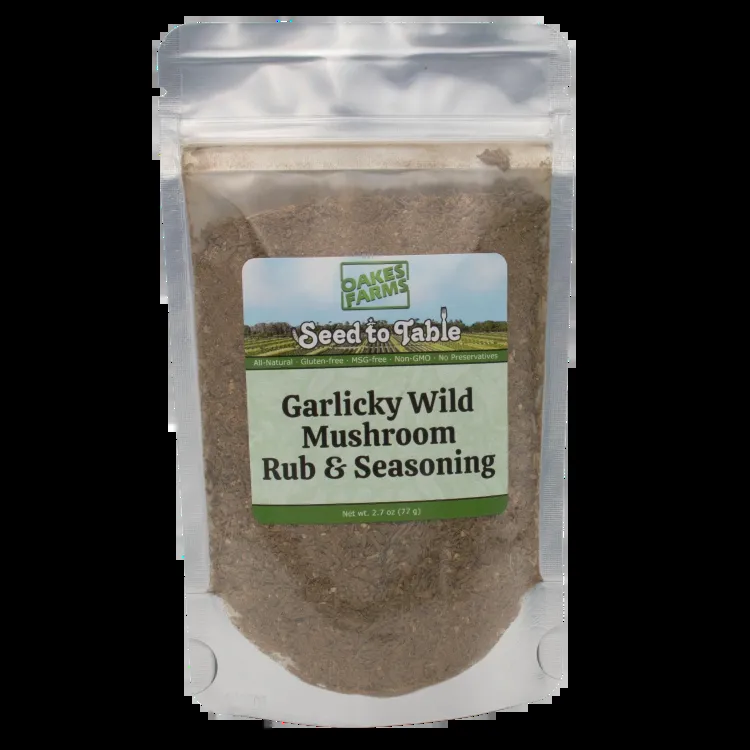 OAKES
FARMS
Seed to Table
All-Natural · Gluten-free · MSG-free · Non-GMO · No Preservatives
Garlicky Wild
Mushroom
Rub & Seasoning
Net wt. 2.7 oz (77 g)